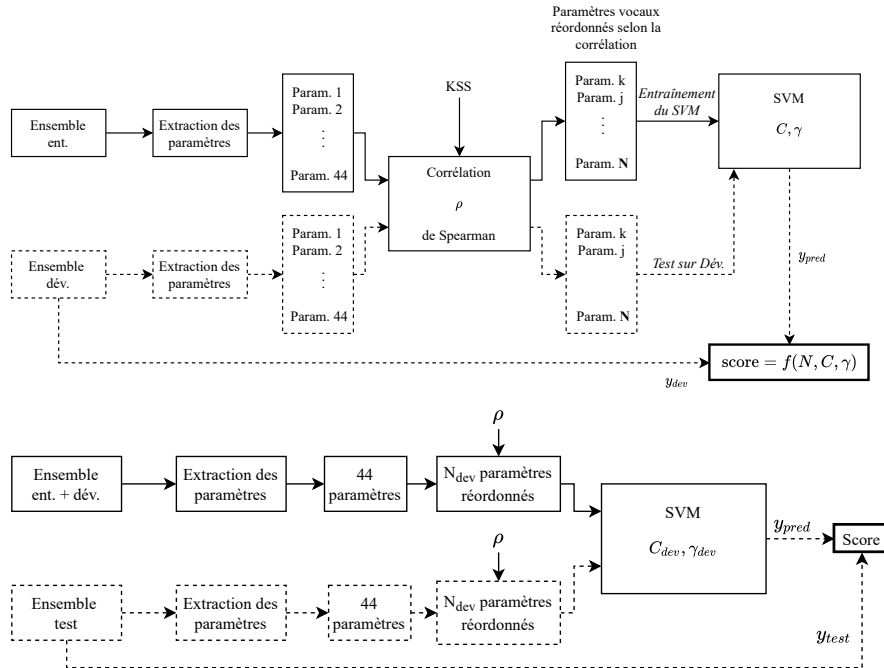 Paramètres vocaux
réordonnés selon la
corrélation
Ensemble
ent.
Extraction des
paramètres
Param. 1
Param. 2
⋮
Param. 44
KSS
Corrélation
ρ
de Spearman
Param. k
Param. j
⋮
Param. N
Entraînement
du SVM
SVM
C, γ
Ensemble
dév.
Extraction des
paramètres
Param. 1
Param. 2
⋮
Param. 44
Param. k
Param. j
⋮
Param. N
Test sur Dév.
y_pred
y_dev
score = f(N, C, γ)
Ensemble
ent. + dév.
Extraction des
paramètres
44
paramètres
ρ
N_dev paramètres
réordonnés
SVM
C_dev, γ_dev
y_pred
Score
Ensemble
test
Extraction des
paramètres
44
paramètres
ρ
N_dev paramètres
réordonnés
y_test